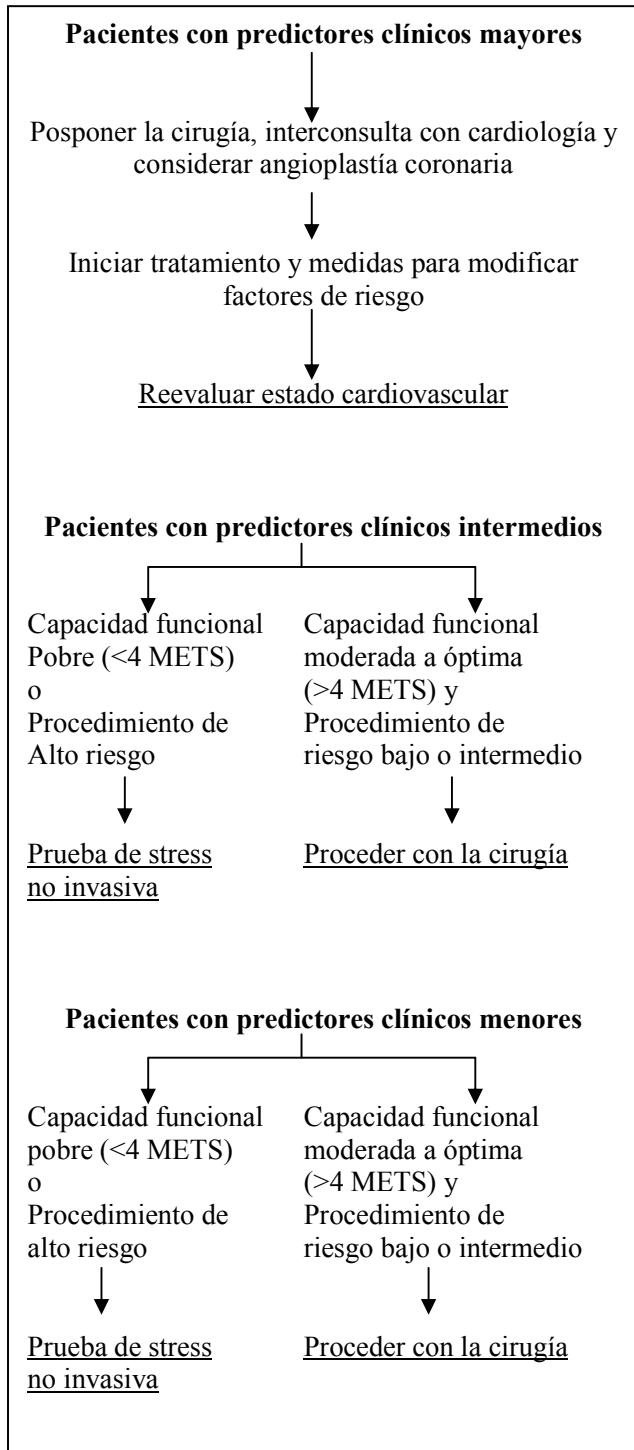 Pacientes con predictores clínicos mayores
Posponer la cirugía, interconsulta con cardiología y
considerar angioplastía coronaria
Iniciar tratamiento y medidas para modificar
factores de riesgo
Reevaluar estado cardiovascular
Pacientes con predictores clínicos intermedios
Capacidad funcional
Pobre (<4 METS)
o
Procedimiento de
Alto riesgo
Prueba de stress
no invasiva
Capacidad funcional
moderada a óptima
(>4 METS) y
Procedimiento de
riesgo bajo o intermedio
Proceder con la cirugía
Pacientes con predictores clínicos menores
Capacidad funcional
pobre (<4 METS)
o
Procedimiento de
alto riesgo
Prueba de stress
no invasiva
Capacidad funcional
moderada a óptima
(>4 METS) y
Procedimiento de
riesgo bajo o intermedio
Proceder con la cirugía